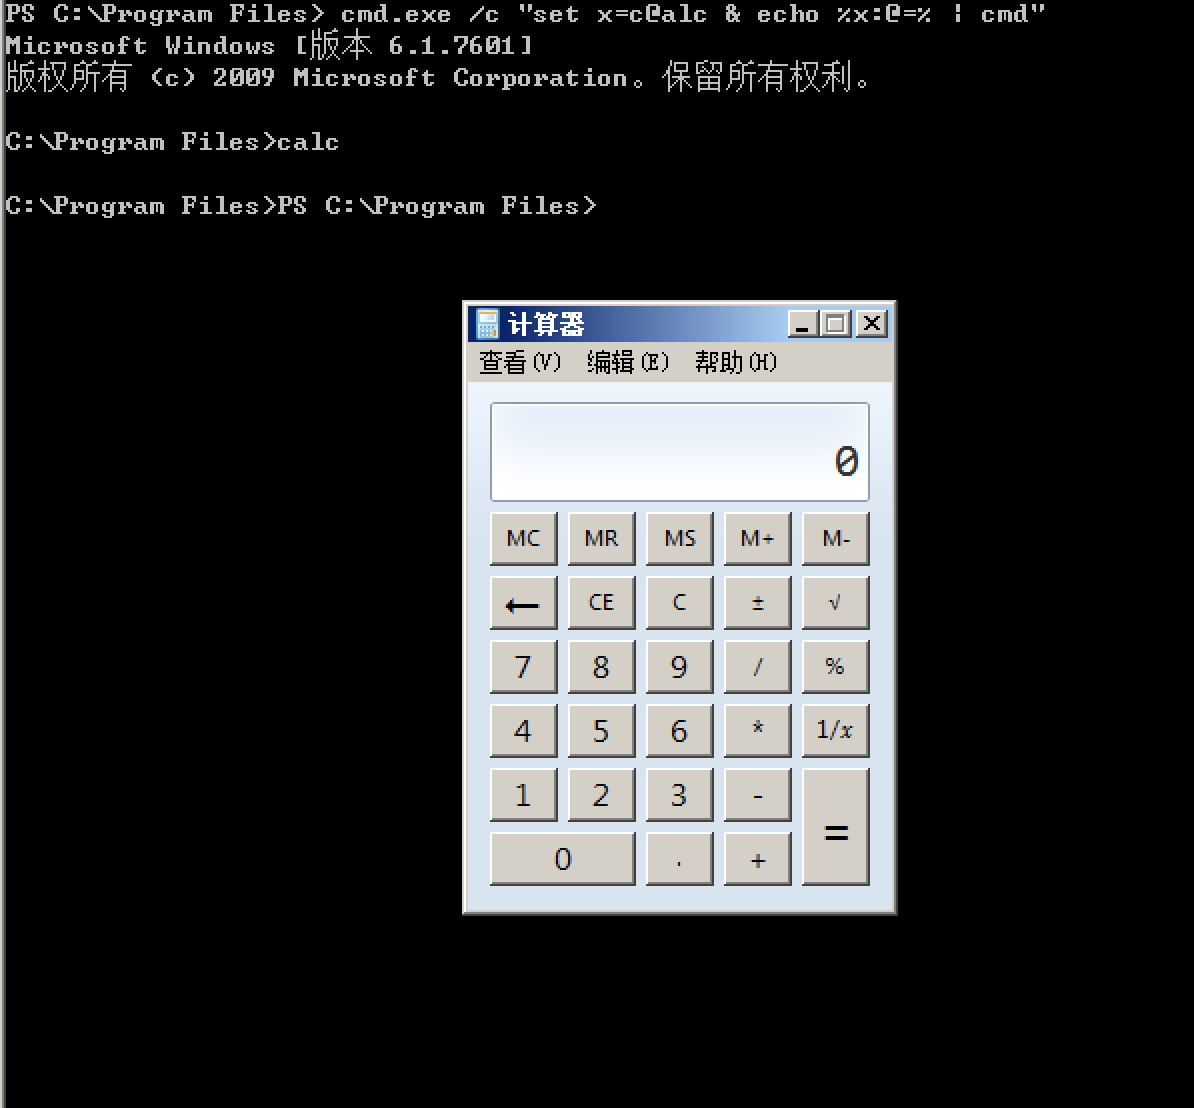 PS C:\Program Files> cmd.exe /c "set x=c@alc & echo %x:@=% | cmd"
Microsoft Windows [版本 6.1.7601]
版权所有 (c) 2009 Microsoft Corporation。保留所有权利。
C:\Program Files>calc
C:\Program Files>PS C:\Program Files>
计算器
查看(V) 编辑(E) 帮助(H)
0
MC MR MS M+ M-
← CE C ± √
7 8 9 / %
4 5 6 * 1/x
1 2 3 - =
0 . +